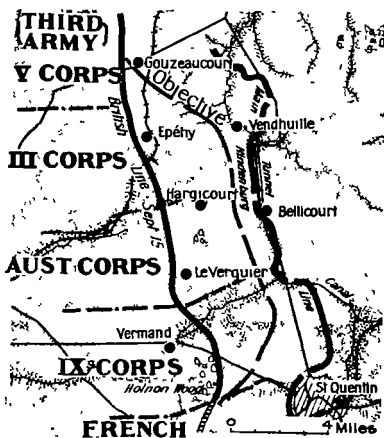 (THIRD
ARMY)
V CORPS
Gouzeaucourt
Objective
British Line Sept 15
Main Hindenburg Line
Vendhuille
Tunnel
Epéhy
III CORPS
Hargicourt
Bellicourt
AUST CORPS
Le Verguier
Canal
Vermand
IX CORPS
Holnon Wood
St Quentin
FRENCH
0 4
Miles